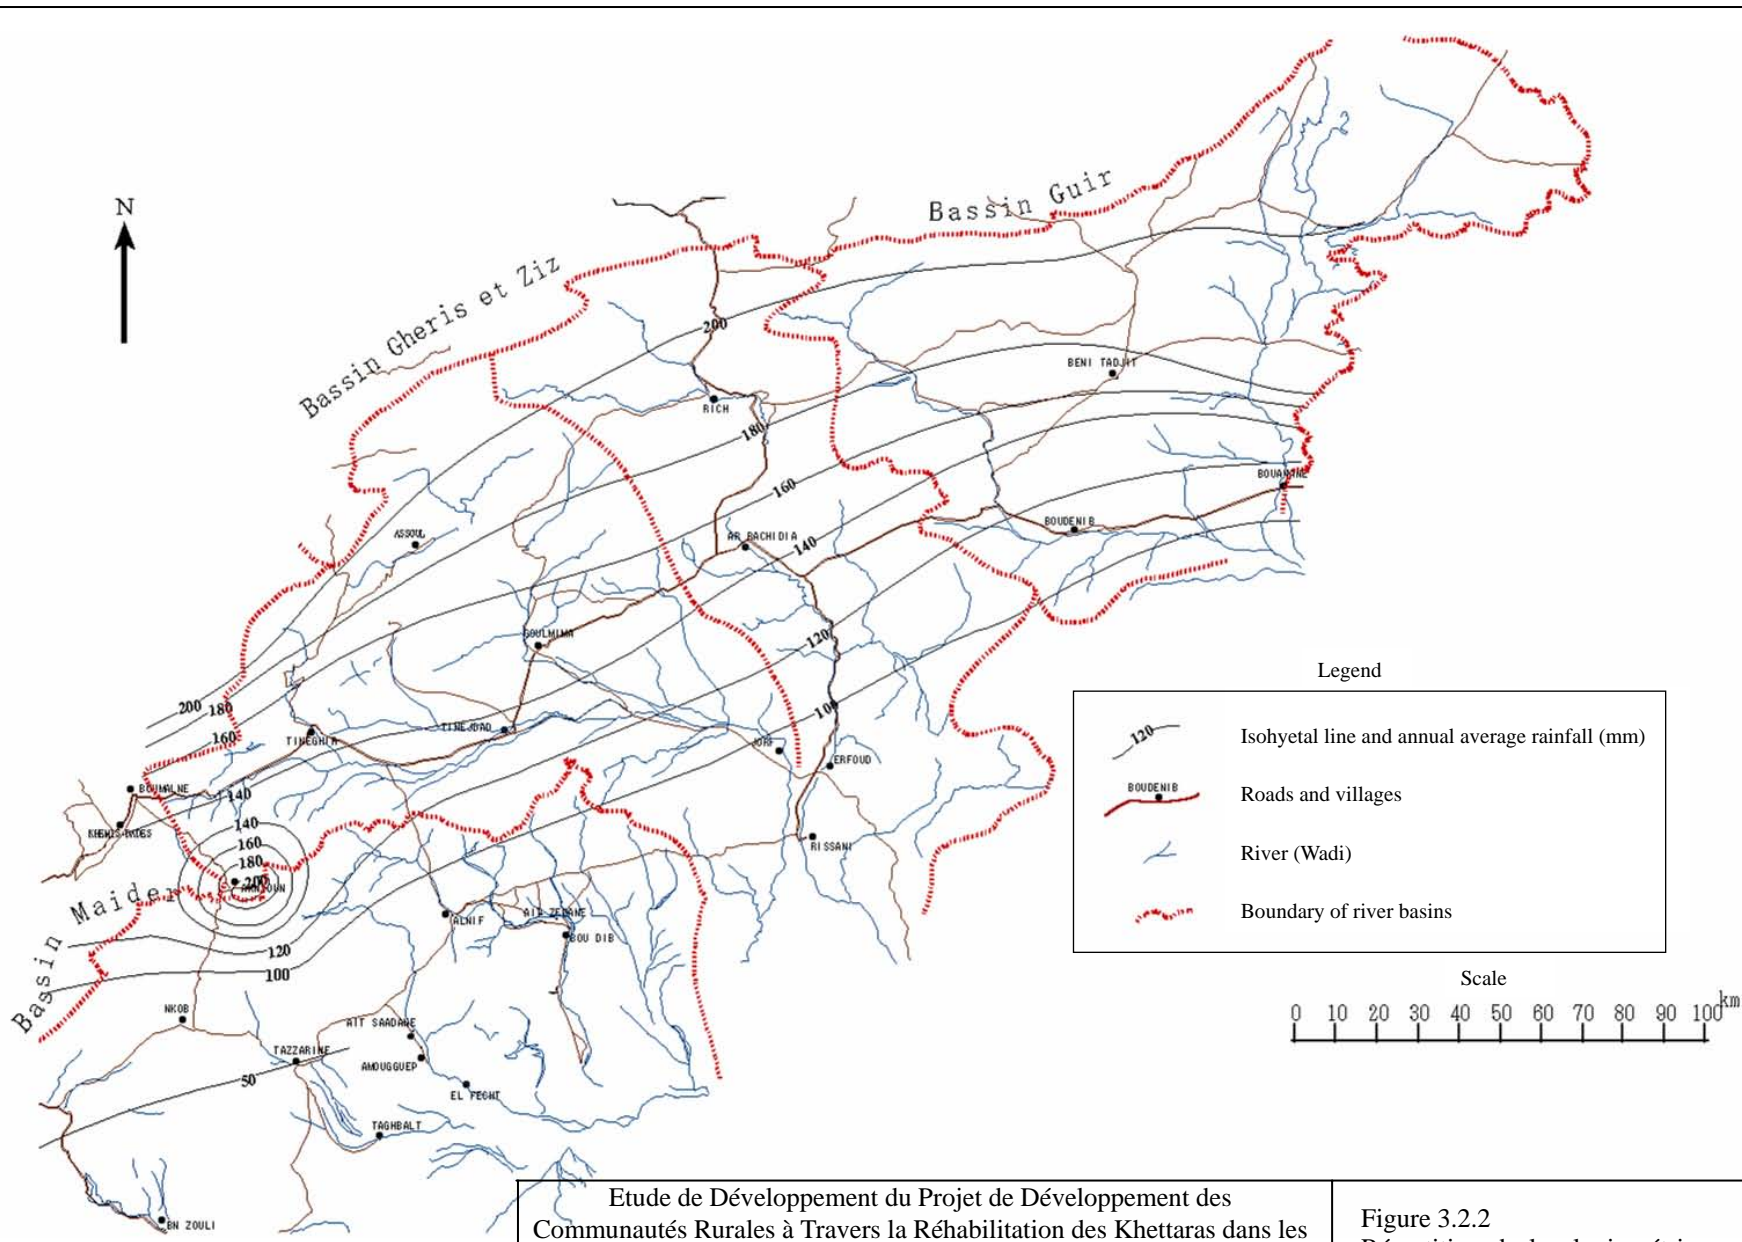 N
Bassin Guir
Bassin Gheris et Ziz
200
BENI TADJIT
RICH
180
BOUANANE
160
BOUDENIB
ASSOUL
AR RACHIDIA
140
GOULMIMA
120
Legend
200
180
100
TINEJDAD
160
TINEGHIR
JORF
120
Isohyetal line and annual average rainfall (mm)
ERFOUD
BOUMALNE
140
BOUDENIB
Roads and villages
140
160
RISSANI
River (Wadi)
180
200
Bassin Maider
ALNIF
Boundary of river basins
BOU DIB
120
100
Scale
km
0 10 20 30 40 50 60 70 80 90 100
NKOB
AIT SAADANE
TAZZARINE
AMOUGGUEP
50
EL FECHT
TAGHBALT
BN ZOULI
Etude de Développement du Projet de Développement des
Communautés Rurales à Travers la Réhabilitation des Khettaras dans les
Figure 3.2.2